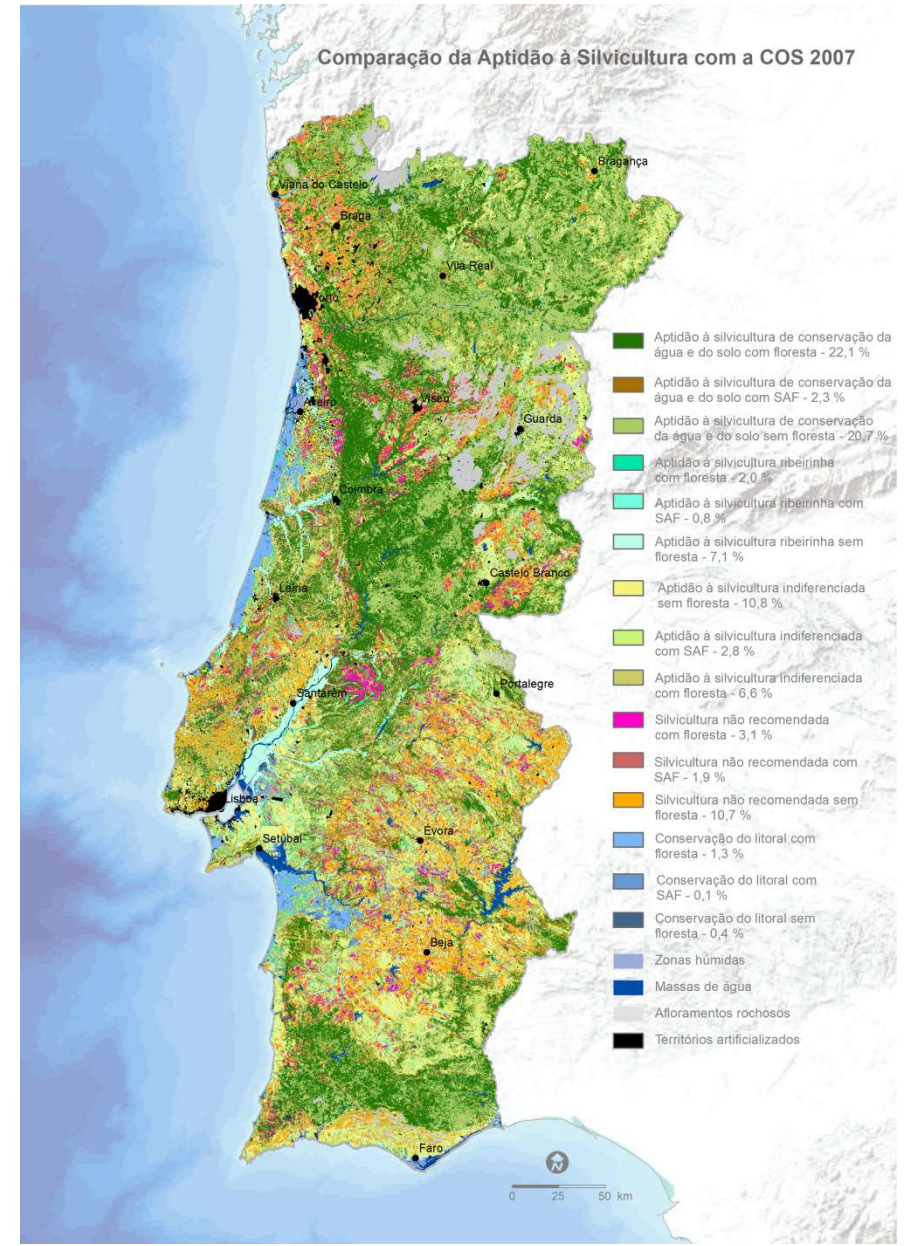 Comparação da Aptidão à Silvicultura com a COS 2007
Bragança
Viana do Castelo
Braga
Vila Real
Porto
Aveiro
Viseu
Guarda
Coimbra
Castelo Branco
Leiria
Portalegre
Santarém
Lisboa
Setúbal
Évora
Beja
Faro
Aptidão à silvicultura de conservação da
água e do solo com floresta - 22,1 %
Aptidão à silvicultura de conservação da
água e do solo com SAF - 2,3 %
Aptidão à silvicultura de conservação
da água e do solo sem floresta - 20,7 %
Aptidão à silvicultura ribeirinha
com floresta - 2,0 %
Aptidão à silvicultura ribeirinha com
SAF - 0,8 %
Aptidão à silvicultura ribeirinha sem
floresta - 7,1 %
Aptidão à silvicultura indiferenciada
sem floresta - 10,8 %
Aptidão à silvicultura indiferenciada
com SAF - 2,8 %
Aptidão à silvicultura indiferenciada
com floresta - 6,6 %
Silvicultura não recomendada
com floresta - 3,1 %
Silvicultura não recomendada com
SAF - 1,9 %
Silvicultura não recomendada sem
floresta - 10,7 %
Conservação do litoral com
floresta - 1,3 %
Conservação do litoral com
SAF - 0,1 %
Conservação do litoral sem
floresta - 0,4 %
Zonas húmidas
Massas de água
Afloramentos rochosos
Territórios artificializados
N
0 25 50 km